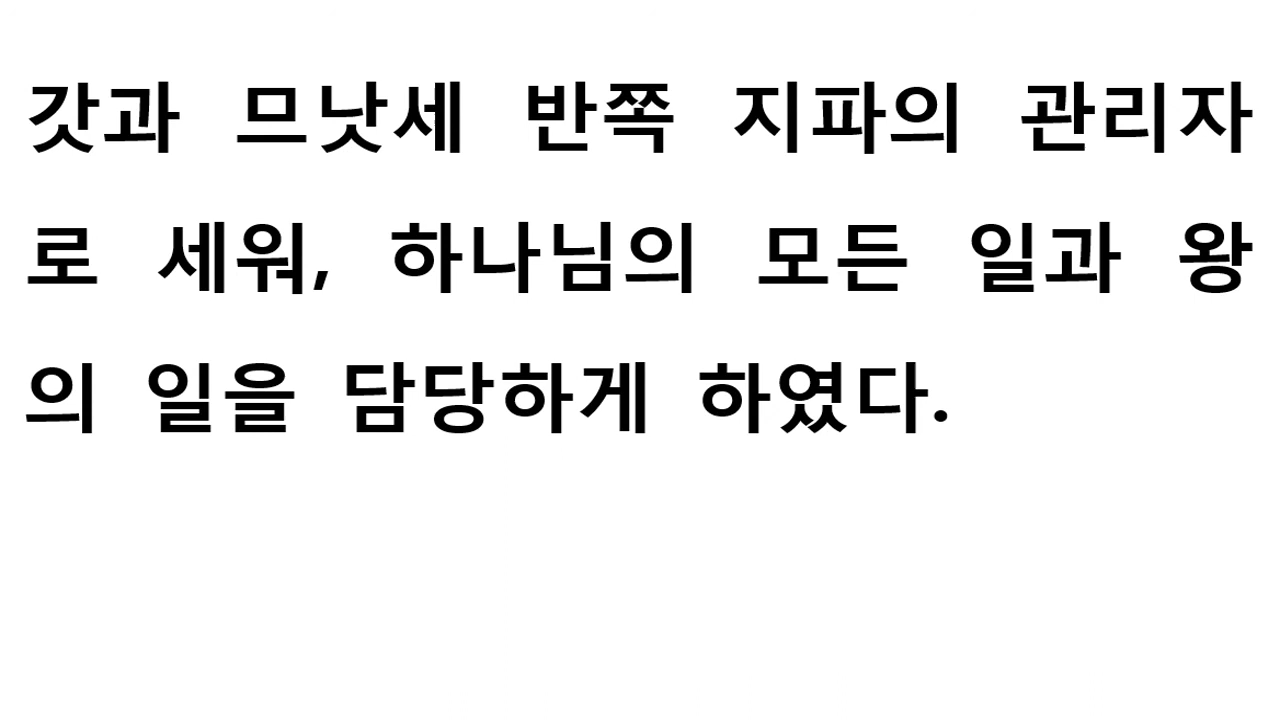 갓과 므낫세 반쪽 지파의 관리자
로 세워, 하나님의 모든 일과 왕
의 일을 담당하게 하였다.